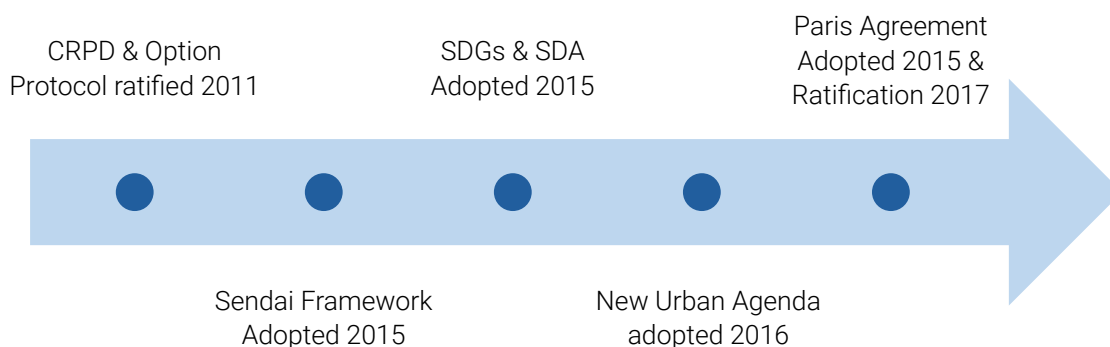 CRPD & Option
Protocol ratified 2011
Sendai Framework
Adopted 2015
SDGs & SDA
Adopted 2015
New Urban Agenda
adopted 2016
Paris Agreement
Adopted 2015 &
Ratification 2017